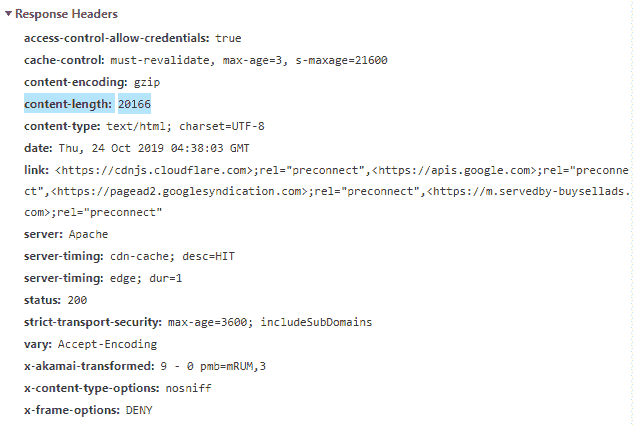 Response Headers
access-control-allow-credentials: true
cache-control: must-revalidate, max-age=3, s-maxage=21600
content-encoding: gzip
content-length: 20166
content-type: text/html; charset=UTF-8
date: Thu, 24 Oct 2019 04:38:03 GMT
link: <https://cdnjs.cloudflare.com>;rel="preconnect",<https://apis.google.com>;rel="preconne
ct",<https://pagead2.googlesyndication.com>;rel="preconnect",<https://m.servedby-buysellads.
com>;rel="preconnect"
server: Apache
server-timing: cdn-cache; desc=HIT
server-timing: edge; dur=1
status: 200
strict-transport-security: max-age=3600; includeSubDomains
vary: Accept-Encoding
x-akamai-transformed: 9 - 0 pmb=mRUM,3
x-content-type-options: nosniff
x-frame-options: DENY